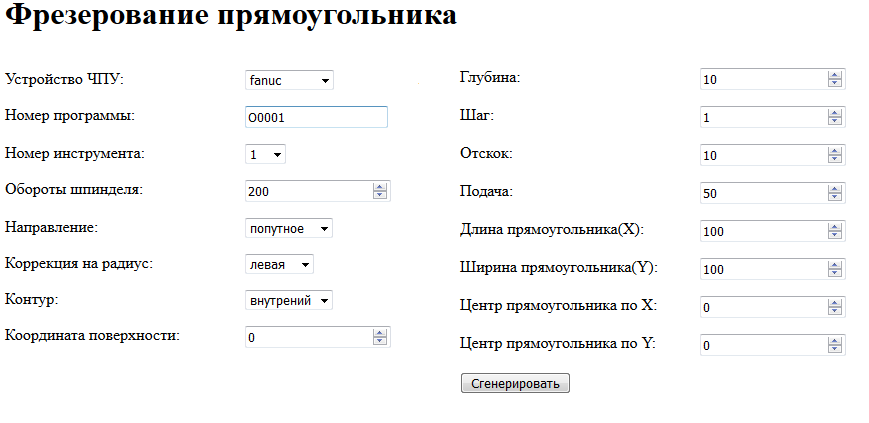 Фрезерование прямоугольника
Устройство ЧПУ: fanuc
Номер программы: O0001
Номер инструмента: 1
Обороты шпинделя: 200
Направление: попутное
Коррекция на радиус: левая
Контур: внутрений
Координата поверхности: 0
Глубина: 10
Шаг: 1
Отскок: 10
Подача: 50
Длина прямоугольника(X): 100
Ширина прямоугольника(Y): 100
Центр прямоугольника по X: 0
Центр прямоугольника по Y: 0
Сгенерировать